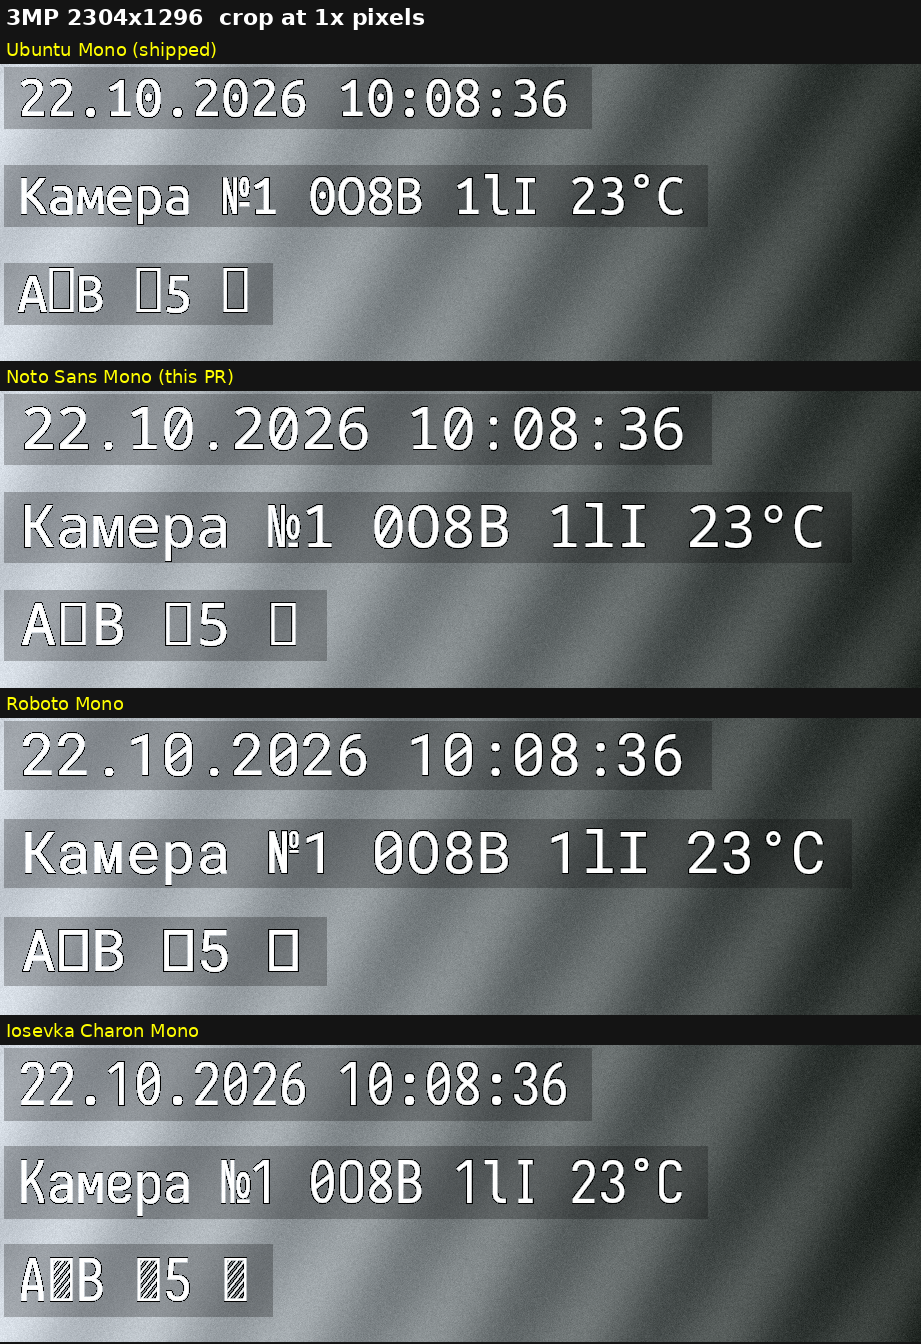 3MP 2304x1296  crop at 1x pixels
Ubuntu Mono (shipped)
22.10.2026 10:08:36
Камера №1 0O8B 1lI 23°C
A□B □5 □
Noto Sans Mono (this PR)
22.10.2026 10:08:36
Камера №1 0O8B 1lI 23°C
A□B □5 □
Roboto Mono
22.10.2026 10:08:36
Камера №1 0O8B 1lI 23°C
A□B □5 □
Iosevka Charon Mono
22.10.2026 10:08:36
Камера №1 0O8B 1lI 23°C
A▨B ▨5 ▨